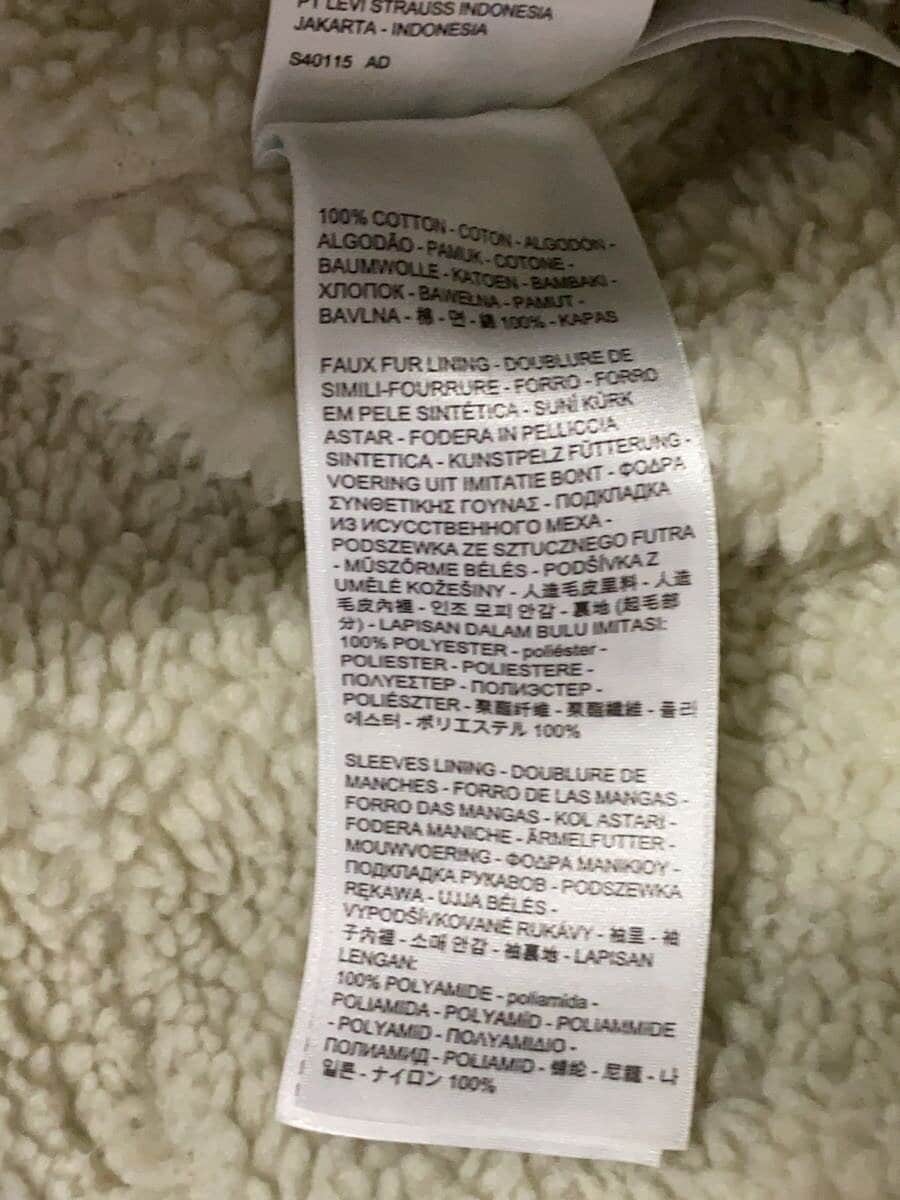 PT LEVI STRAUSS INDONESIA
JAKARTA - INDONESIA
S40115 AD
100% COTTON - COTON - ALGODÓN -
ALGODÃO - PAMUK - COTONE -
BAUMWOLLE - KATOEN - BAMBAKI -
ХЛОПОК - BAWEŁNA - PAMUT -
BAVLNA - 棉 - 면 - 綿 100% - KAPAS
FAUX FUR LINING - DOUBLURE DE
SIMILI-FOURRURE - FORRO - FORRO
EM PELE SINTÉTICA - SUNİ KÜRK
ASTAR - FODERA IN PELLICCIA
SINTETICA - KUNSTPELZ FÜTTERUNG -
VOERING UIT IMITATIE BONT - ΦΟΔΡΑ
ΣΥΝΘΕΤΙΚΗΣ ΓΟΥΝΑΣ - ПОДКЛАДКА
ИЗ ИСУССТВЕННОГО МЕХА -
PODSZEWKA ZE SZTUCZNEGO FUTRA
- MŰSZŐRME BÉLÉS - PODŠÍVKA Z
UMĚLÉ KOŽEŠINY - 人造毛皮里料 - 人造
毛皮內裡 - 인조 모피 안감 - 裏地 (起毛部
分) - LAPISAN DALAM BULU IMITASI:
100% POLYESTER - poliéster -
POLIESTER - POLIESTERE -
ΠΟΛΥΕΣΤΕΡ - ПОЛИЭСТЕР -
POLIÉSZTER - 聚酯纤维 - 聚酯纖維 - 폴리
에스터 - ポリエステル 100%
SLEEVES LINING - DOUBLURE DE
MANCHES - FORRO DE LAS MANGAS -
FORRO DAS MANGAS - KOL ASTARI -
FODERA MANICHE - ÄRMELFUTTER -
MOUWVOERING - ΦΟΔΡΑ ΜΑΝΙΚΙΟΥ -
ПОДКЛАДКА РУКАВОВ - PODSZEWKA
RĘKAWA - UJJA BÉLÉS -
VYPODŠÍVKOVANÉ RUKÁVY - 袖里 - 袖
子內裡 - 소매 안감 - 袖裏地 - LAPISAN
LENGAN:
100% POLYAMIDE - poliamida -
POLIAMIDA - POLYAMİD - POLIAMMIDE
- POLYAMID - ΠΟΛΥΑΜΙΔΙΟ -
ПОЛИАМИД - POLIAMID - 锦纶 - 尼龍 - 나
일론 - ナイロン 100%